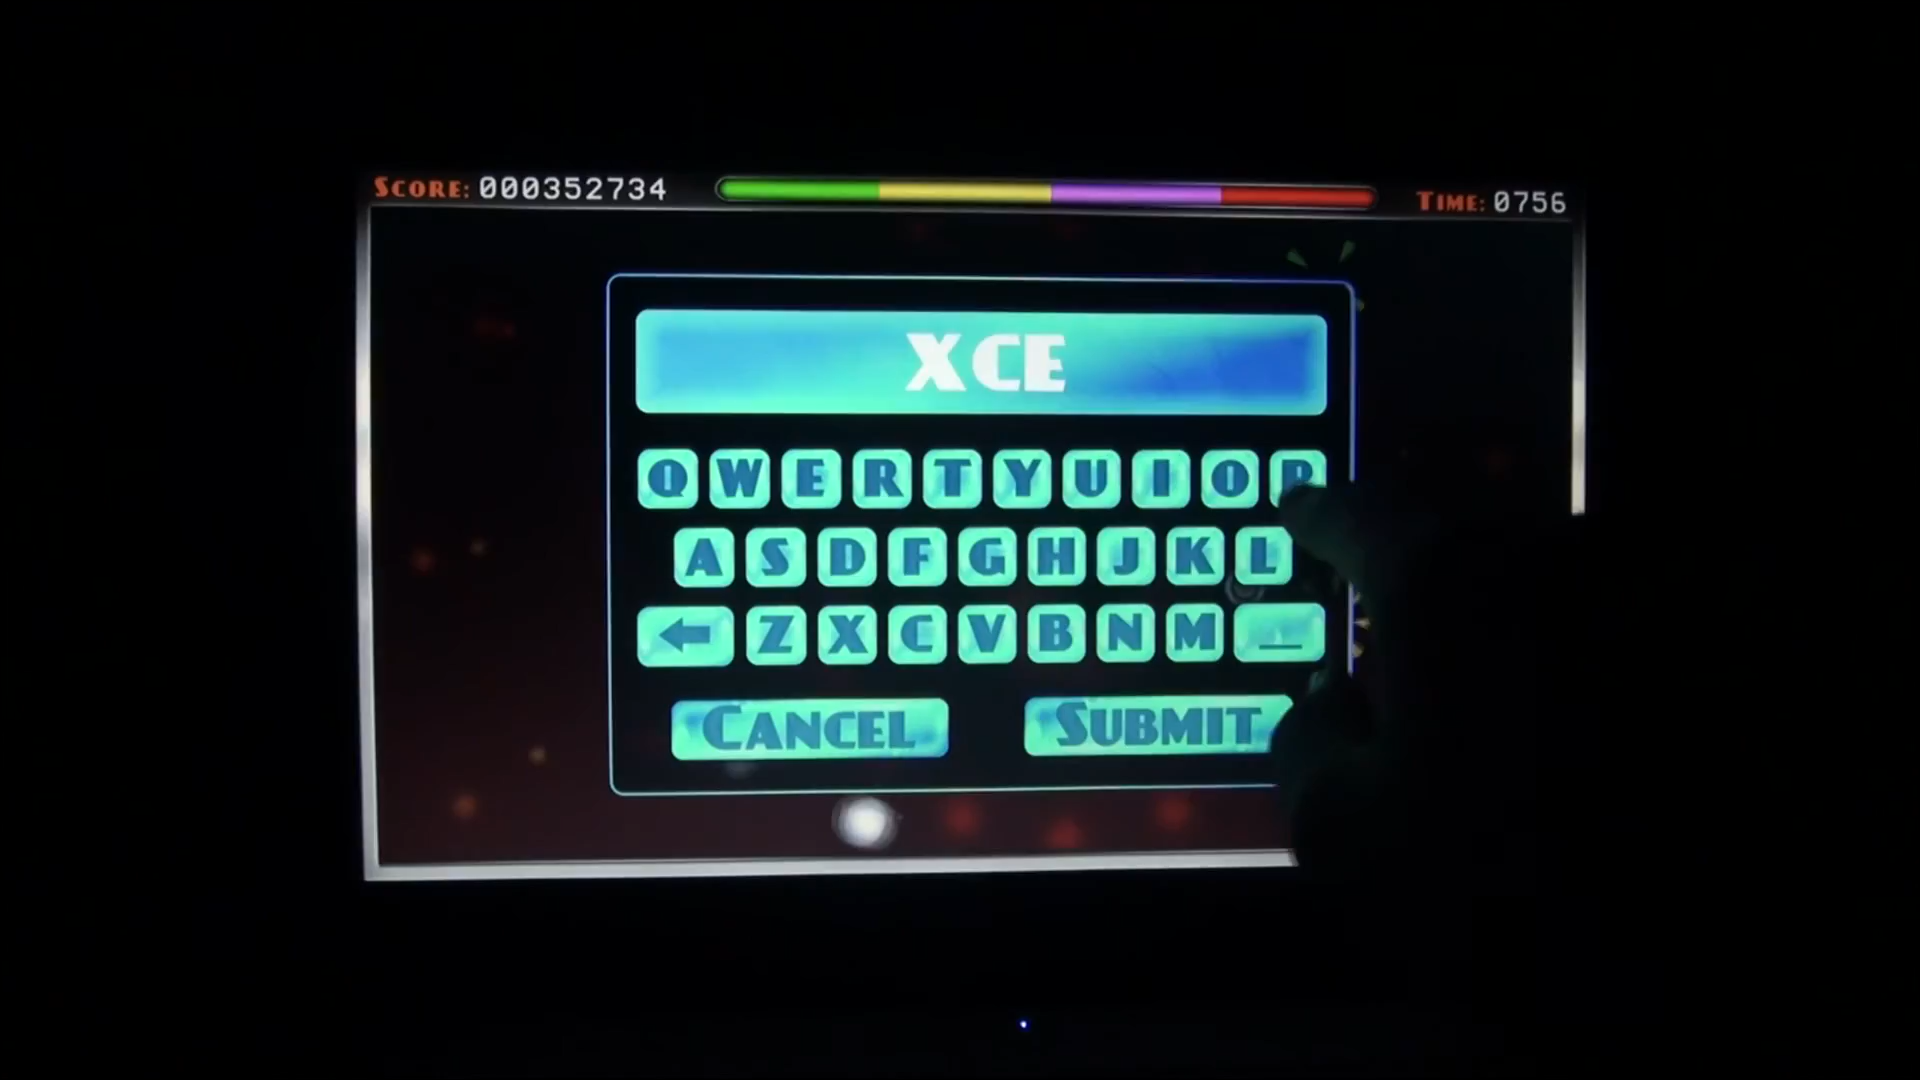 SCORE: 000352734
TIME: 0756
XCE
Q W E R T Y U I O P
A S D F G H J K L
Z X C V B N M _
CANCEL SUBMIT